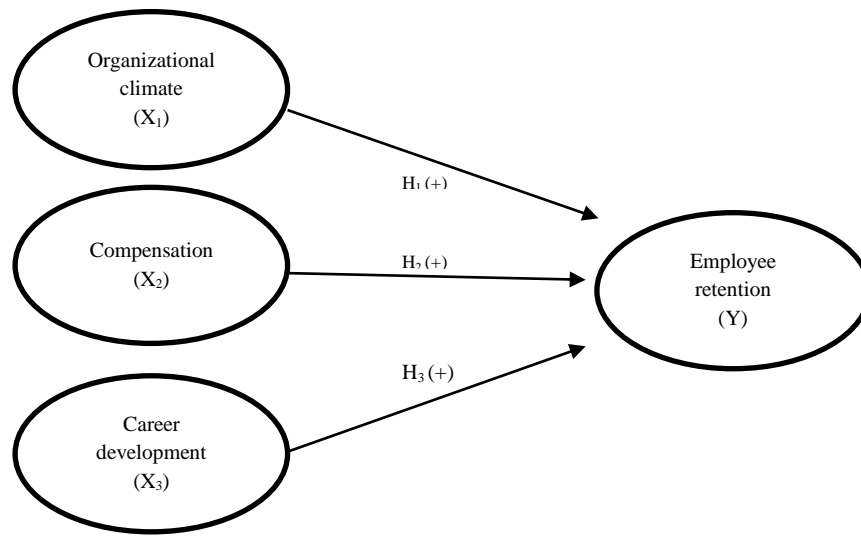 Organizational
climate
(X₁)
H₁ (+)
Compensation
(X₂)
H₂ (+)
Employee
retention
(Y)
Career
development
(X₃)
H₃ (+)